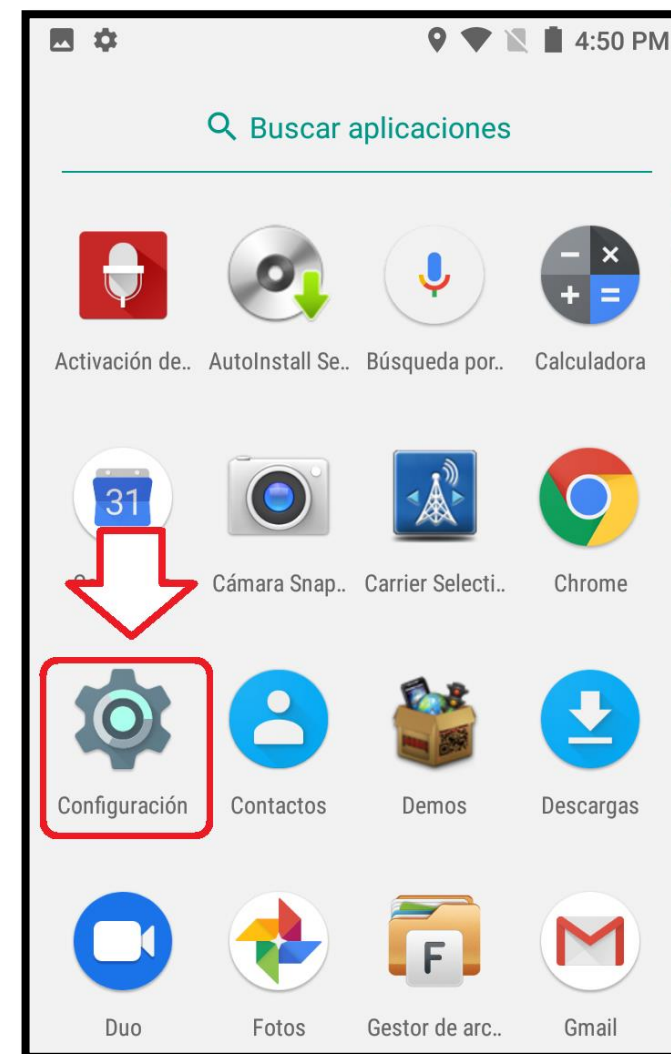 4:50 PM
Buscar aplicaciones
Activación de..
AutoInstall Se..
Búsqueda por..
Calculadora
31
Cámara Snap..
Carrier Selecti..
Chrome
Configuración
Contactos
Demos
Descargas
F
Duo
Fotos
Gestor de arc..
Gmail